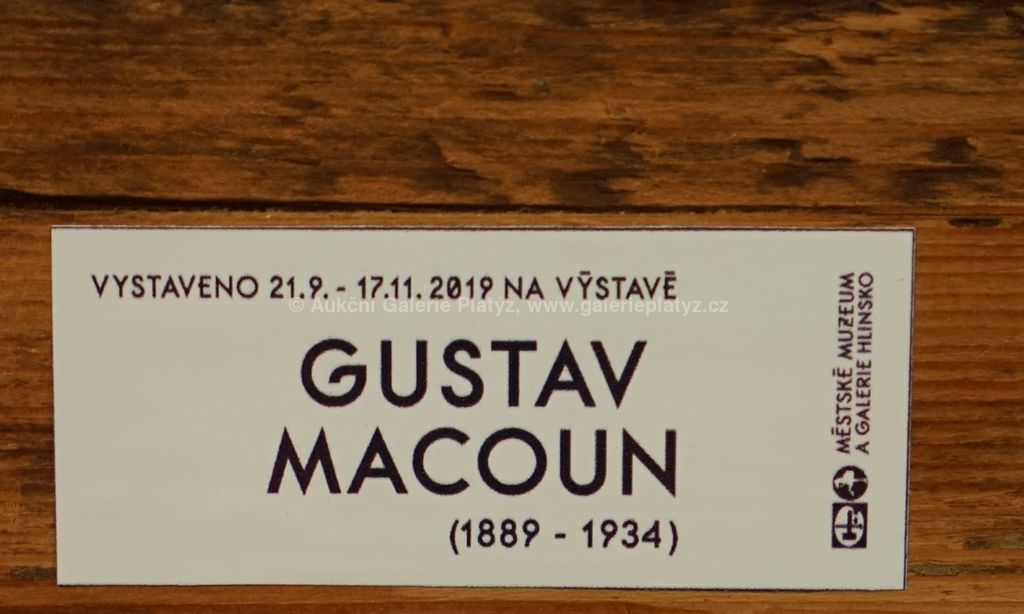 VYSTAVENO 21.9. - 17.11. 2019 NA VÝSTAVĚ
© Aukční Galerie Platýz, www.galerieplatyz.cz
GUSTAV
MACOUN
(1889 - 1934)
MĚSTSKÉ MUZEUM
A GALERIE HLINSKO